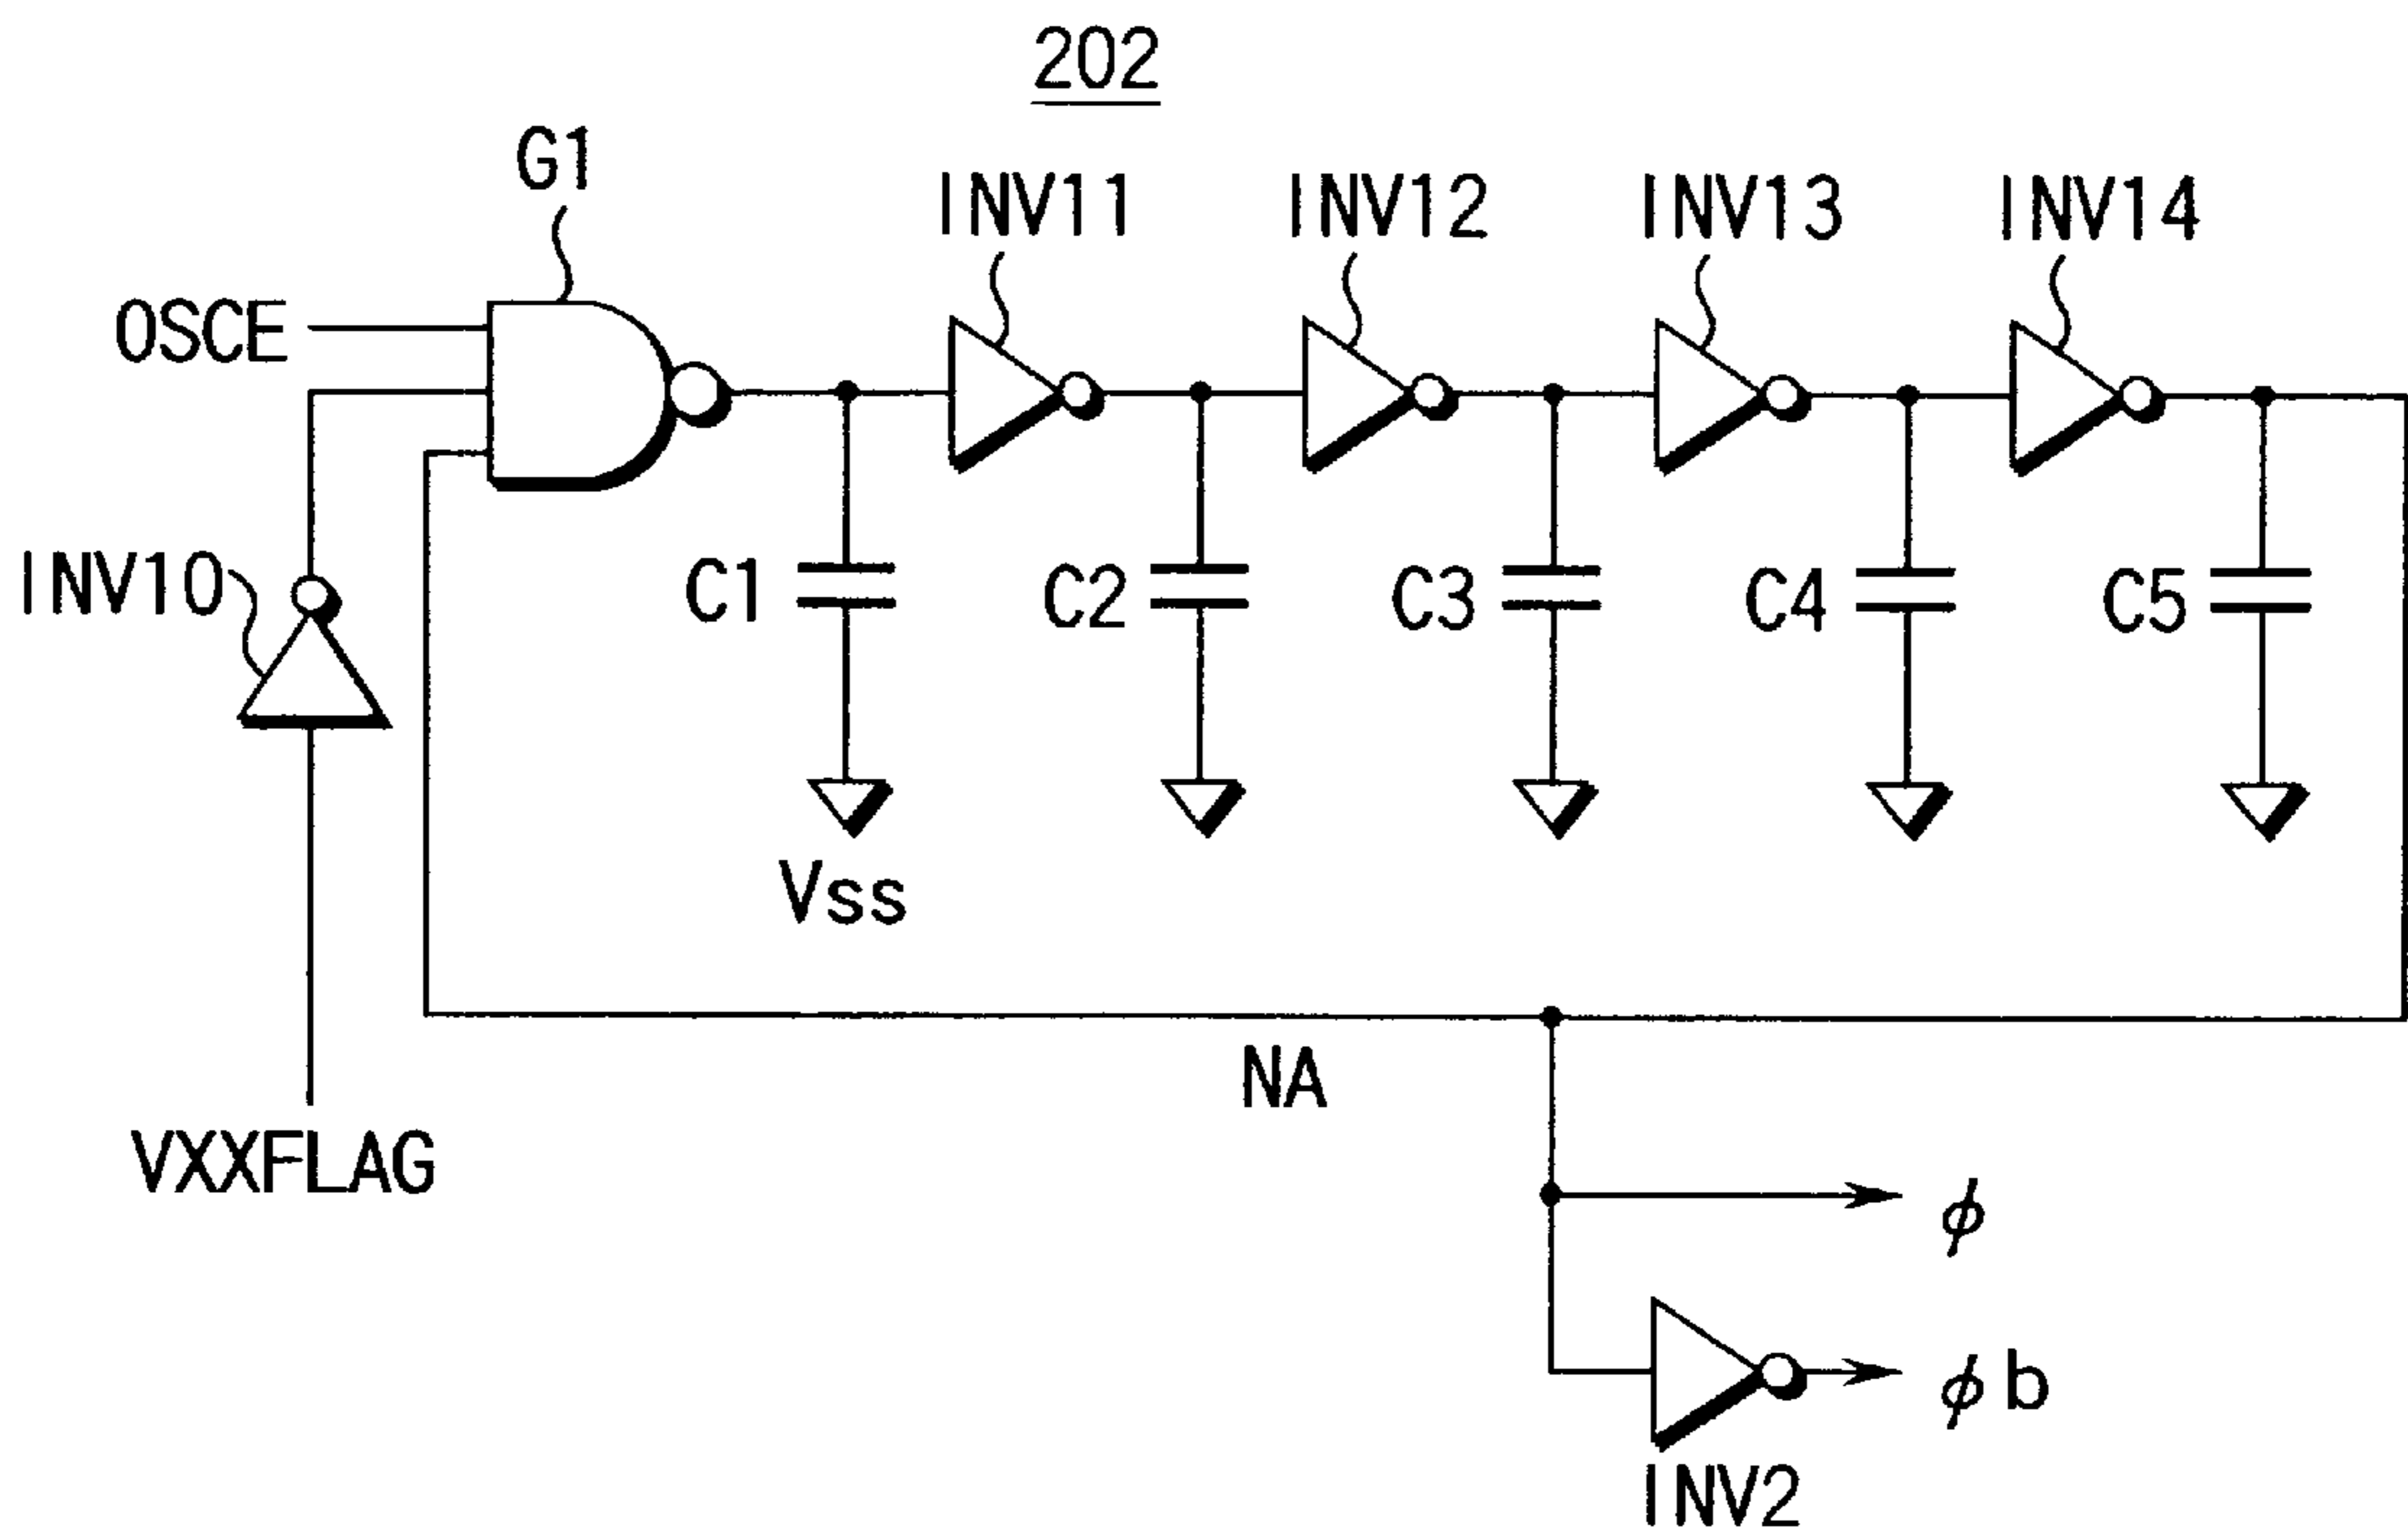 202
G1
INV11
INV12
INV13
INV14
OSCE
INV10
C1
C2
C3
C4
C5
Vss
NA
VXXFLAG
ϕ
ϕb
INV2